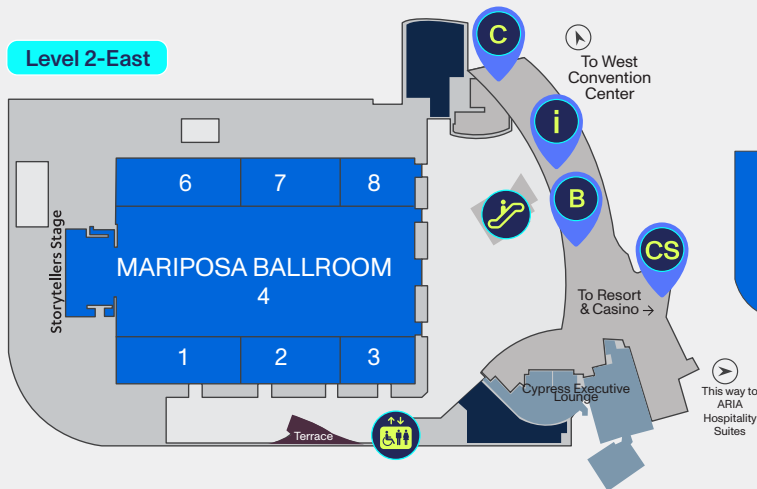 Level 2-East
C
To West
Convention
Center
i
6
7
8
B
Storytellers Stage
MARIPOSA BALLROOM
4
CS
To Resort
& Casino →
1
2
3
Cypress Executive
Lounge
This way to
ARIA
Hospitality
Suites
Terrace